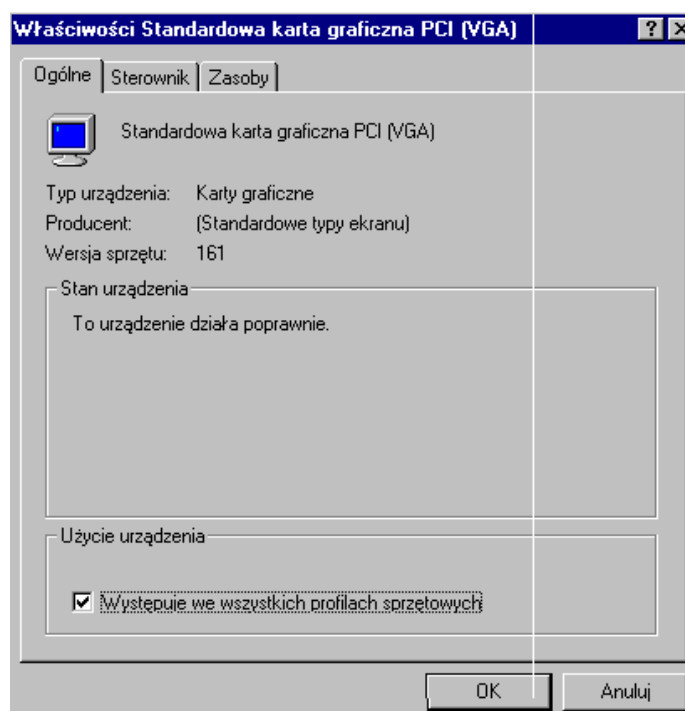 Właściwości Standardowa karta graficzna PCI (VGA)
Ogólne Sterownik Zasoby
Standardowa karta graficzna PCI (VGA)
Typ urządzenia: Karty graficzne
Producent: (Standardowe typy ekranu)
Wersja sprzętu: 161
Stan urządzenia
To urządzenie działa poprawnie.
Użycie urządzenia
Występuje we wszystkich profilach sprzętowych
OK Anuluj